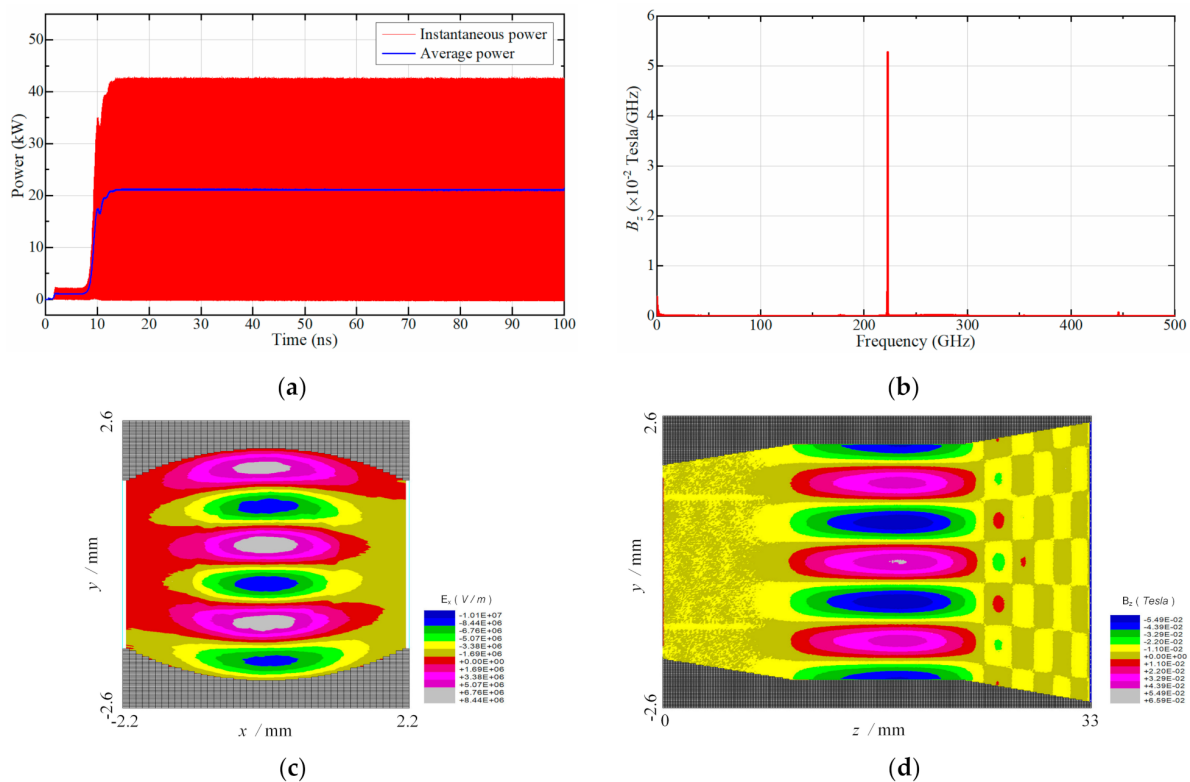 50
40
30
20
10
0
Power (kW)
Instantaneous power
Average power
0 10 20 30 40 50 60 70 80 90 100
Time (ns)
(a)
6
5
4
3
2
1
0
B_z (×10⁻² Tesla/GHz)
0 100 200 300 400 500
Frequency (GHz)
(b)
2.6
y / mm
-2.6
-2.2 2.2
x / mm
E_x ( V / m )
-1.01E+07
-8.44E+06
-6.76E+06
-5.07E+06
-3.38E+06
-1.69E+06
+0.00E+00
+1.69E+06
+3.38E+06
+5.07E+06
+6.76E+06
+8.44E+06
(c)
2.6
y / mm
-2.6
0 33
z / mm
B_z ( Tesla )
-5.49E-02
-4.39E-02
-3.29E-02
-2.20E-02
-1.10E-02
0.00E+00
+1.10E-02
+2.20E-02
+3.29E-02
+4.39E-02
+5.49E-02
+6.59E-02
(d)